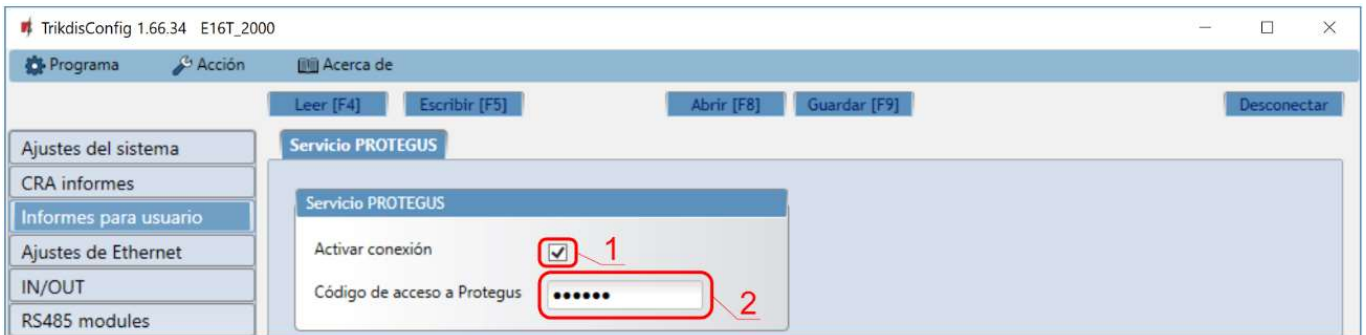 TrikdisConfig 1.66.34 E16T_2000
Programa Acción Acerca de
Leer [F4] Escribir [F5] Abrir [F8] Guardar [F9] Desconectar
Ajustes del sistema
CRA informes
Informes para usuario
Ajustes de Ethernet
IN/OUT
RS485 modules
Servicio PROTEGUS
Servicio PROTEGUS
Activar conexión 1
Código de acceso a Protegus •••••• 2